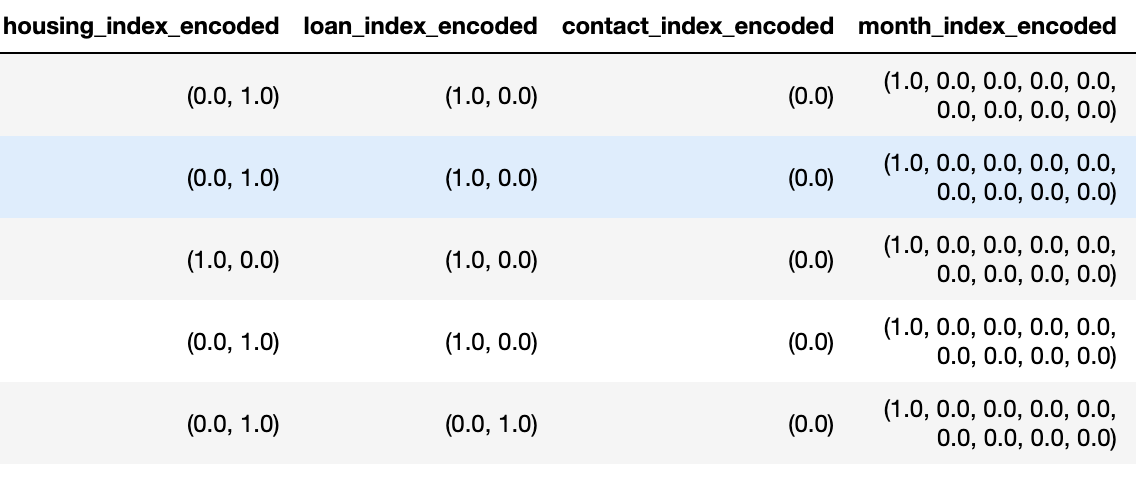 housing_index_encoded loan_index_encoded contact_index_encoded month_index_encoded
(0.0, 1.0) (1.0, 0.0) (0.0) (1.0, 0.0, 0.0, 0.0, 0.0,
0.0, 0.0, 0.0, 0.0)
(0.0, 1.0) (1.0, 0.0) (0.0) (1.0, 0.0, 0.0, 0.0, 0.0,
0.0, 0.0, 0.0, 0.0)
(1.0, 0.0) (1.0, 0.0) (0.0) (1.0, 0.0, 0.0, 0.0, 0.0,
0.0, 0.0, 0.0, 0.0)
(0.0, 1.0) (1.0, 0.0) (0.0) (1.0, 0.0, 0.0, 0.0, 0.0,
0.0, 0.0, 0.0, 0.0)
(0.0, 1.0) (0.0, 1.0) (0.0) (1.0, 0.0, 0.0, 0.0, 0.0,
0.0, 0.0, 0.0, 0.0)